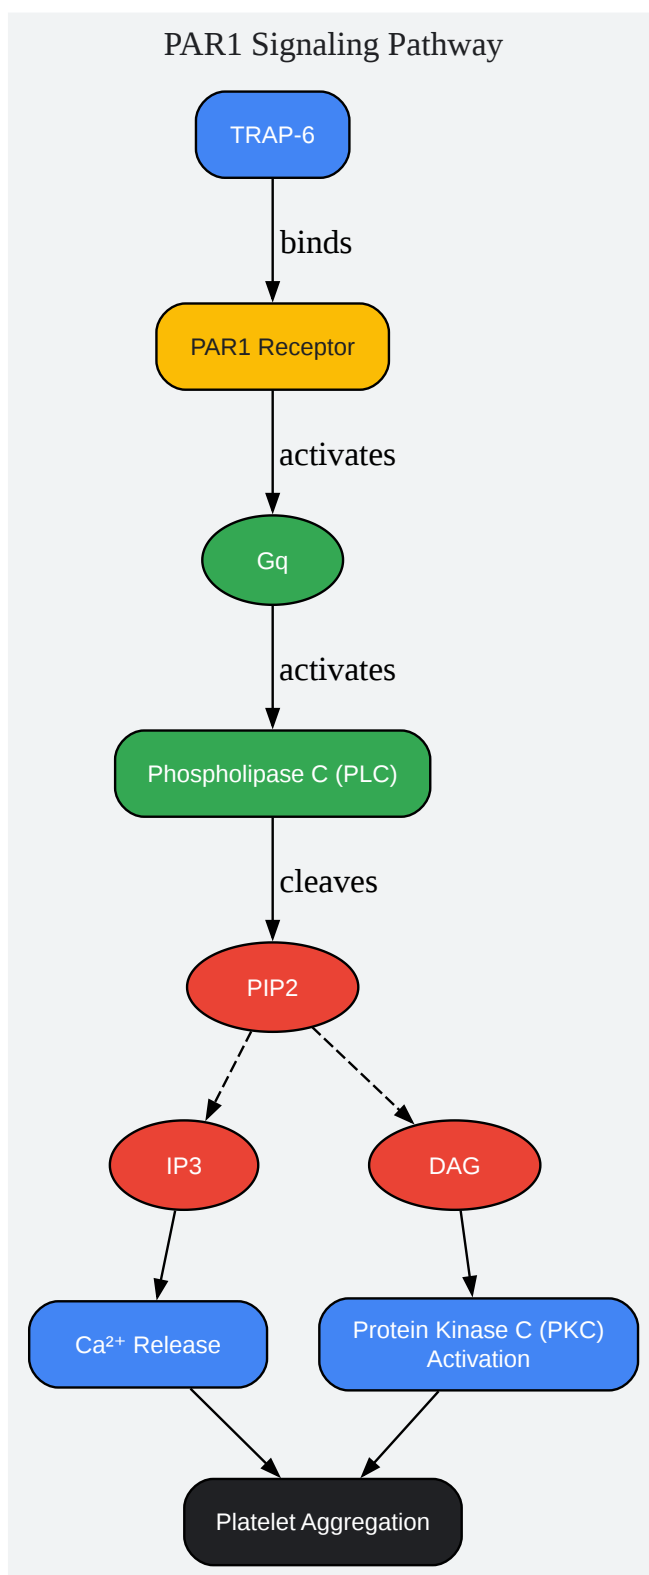 PAR1 Signaling Pathway
TRAP-6
binds
PAR1 Receptor
activates
Gq
activates
Phospholipase C (PLC)
cleaves
PIP2
IP3
DAG
Ca²⁺ Release
Protein Kinase C (PKC)
Activation
Platelet Aggregation